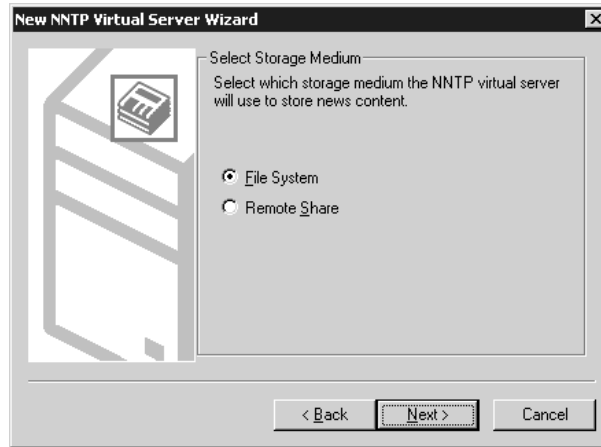 New NNTP Virtual Server Wizard
Select Storage Medium
Select which storage medium the NNTP virtual server
will use to store news content.
File System
Remote Share
< Back
Next >
Cancel